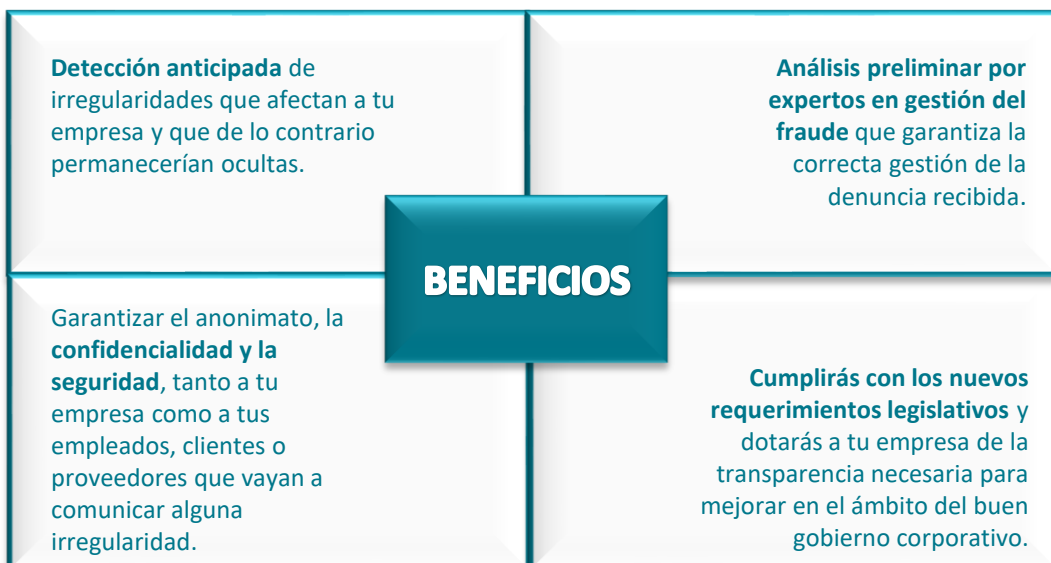 Detección anticipada de
irregularidades que afectan a tu
empresa y que de lo contrario
permanecerían ocultas.
Análisis preliminar por
expertos en gestión del
fraude que garantiza la
correcta gestión de la
denuncia recibida.
BENEFICIOS
Garantizar el anonimato, la
confidencialidad y la
seguridad, tanto a tu
empresa como a tus
empleados, clientes o
proveedores que vayan a
comunicar alguna
irregularidad.
Cumplirás con los nuevos
requerimientos legislativos y
dotarás a tu empresa de la
transparencia necesaria para
mejorar en el ámbito del buen
gobierno corporativo.